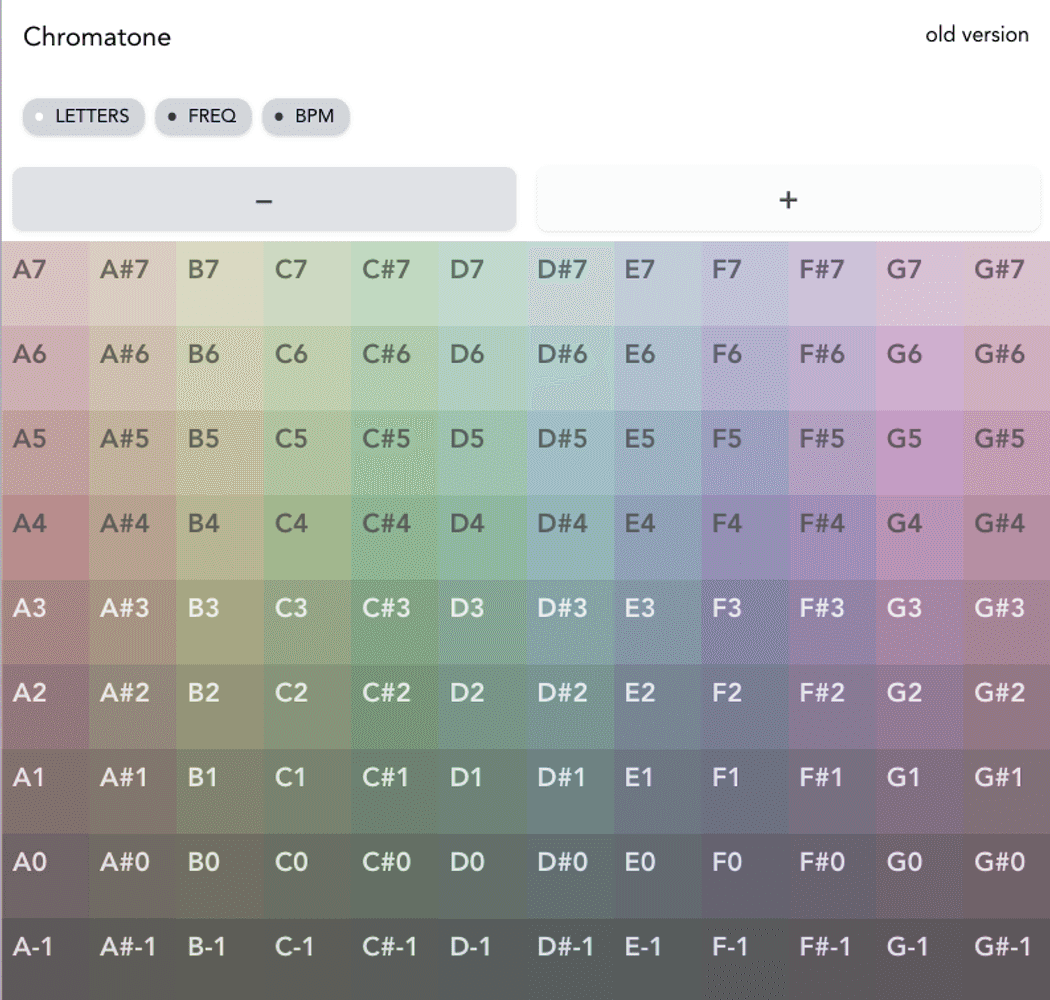 Chromatone old version
LETTERS FREQ BPM
– +
A7 A#7 B7 C7 C#7 D7 D#7 E7 F7 F#7 G7 G#7
A6 A#6 B6 C6 C#6 D6 D#6 E6 F6 F#6 G6 G#6
A5 A#5 B5 C5 C#5 D5 D#5 E5 F5 F#5 G5 G#5
A4 A#4 B4 C4 C#4 D4 D#4 E4 F4 F#4 G4 G#4
A3 A#3 B3 C3 C#3 D3 D#3 E3 F3 F#3 G3 G#3
A2 A#2 B2 C2 C#2 D2 D#2 E2 F2 F#2 G2 G#2
A1 A#1 B1 C1 C#1 D1 D#1 E1 F1 F#1 G1 G#1
A0 A#0 B0 C0 C#0 D0 D#0 E0 F0 F#0 G0 G#0
A-1 A#-1 B-1 C-1 C#-1 D-1 D#-1 E-1 F-1 F#-1 G-1 G#-1